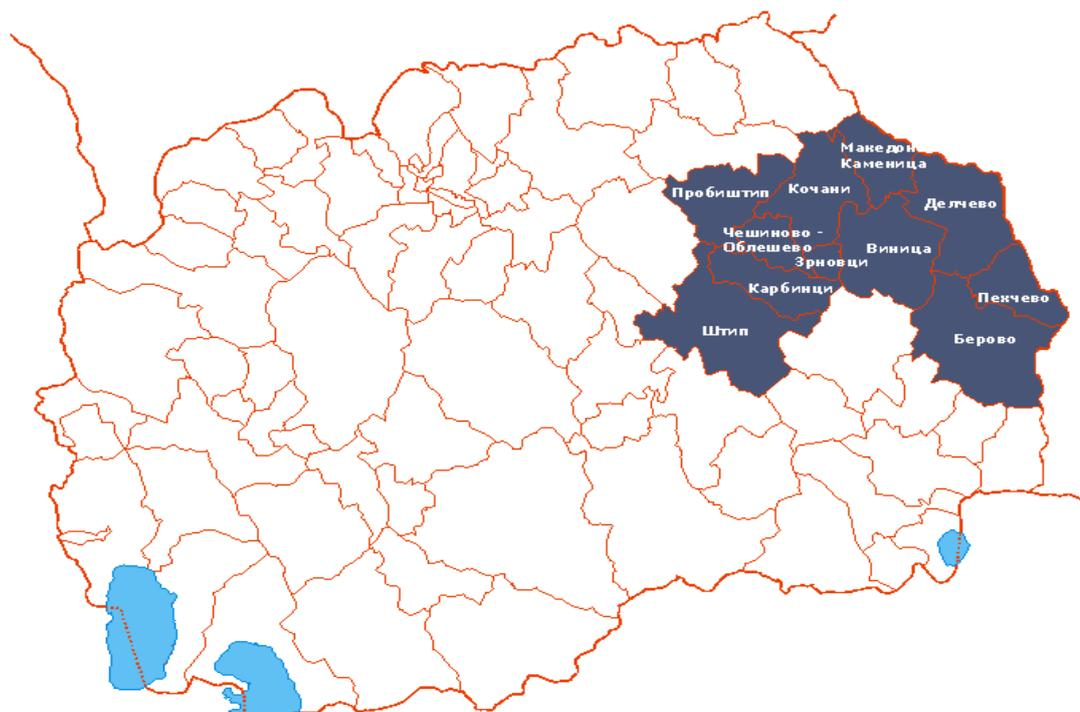 Македон
Каменица
Пробиштип
Кочани
Делчево
Чешиново -
Облешево
Виница
Зрновци
Карбинци
Пехчево
Штип
Берово